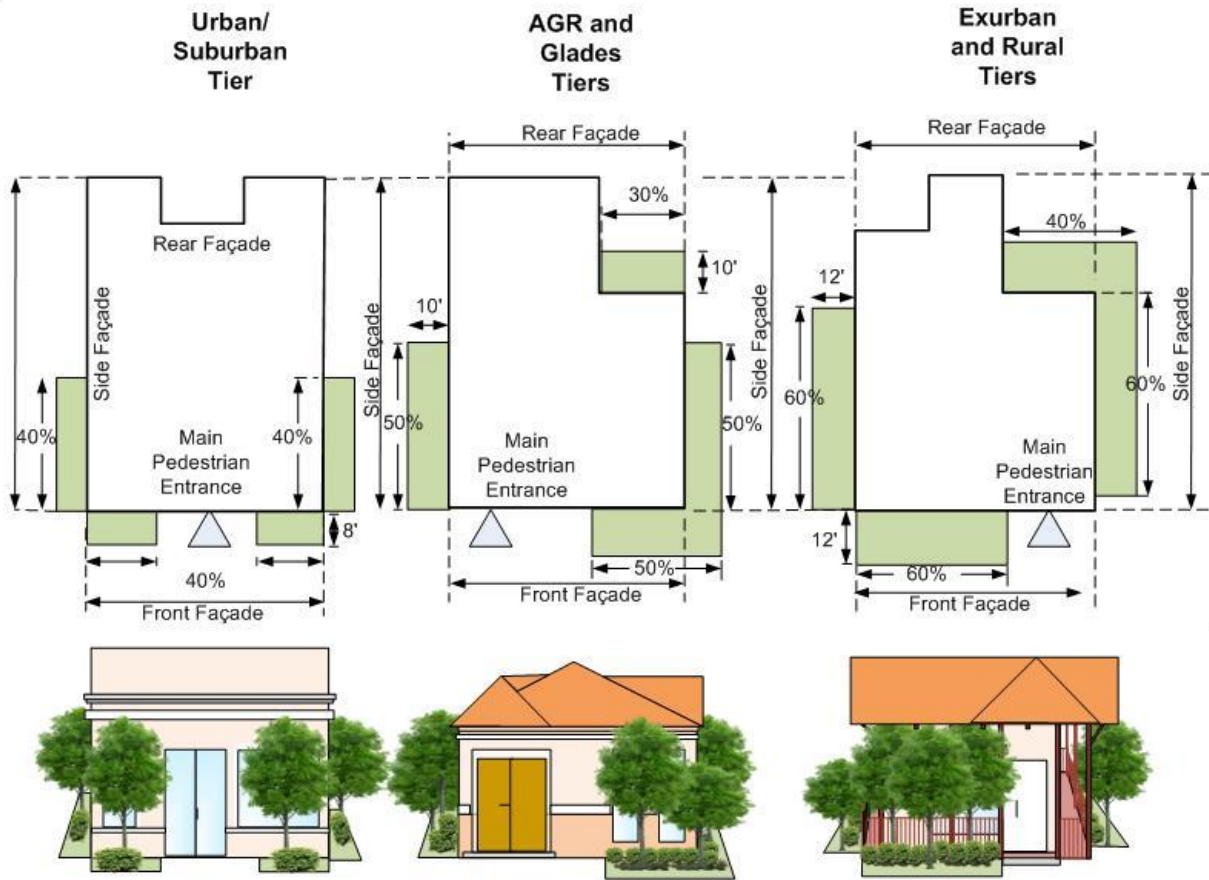 Urban/
Suburban
Tier
AGR and
Glades
Tiers
Exurban
and Rural
Tiers
Rear Façade
Side Façade
40%
40%
Main
Pedestrian
Entrance
8'
40%
Front Façade
Rear Façade
30%
10'
10'
Side Façade
50%
50%
Side Façade
Main
Pedestrian
Entrance
50%
Front Façade
Rear Façade
40%
12'
60%
60%
Side Façade
Main
Pedestrian
Entrance
12'
60%
Front Façade